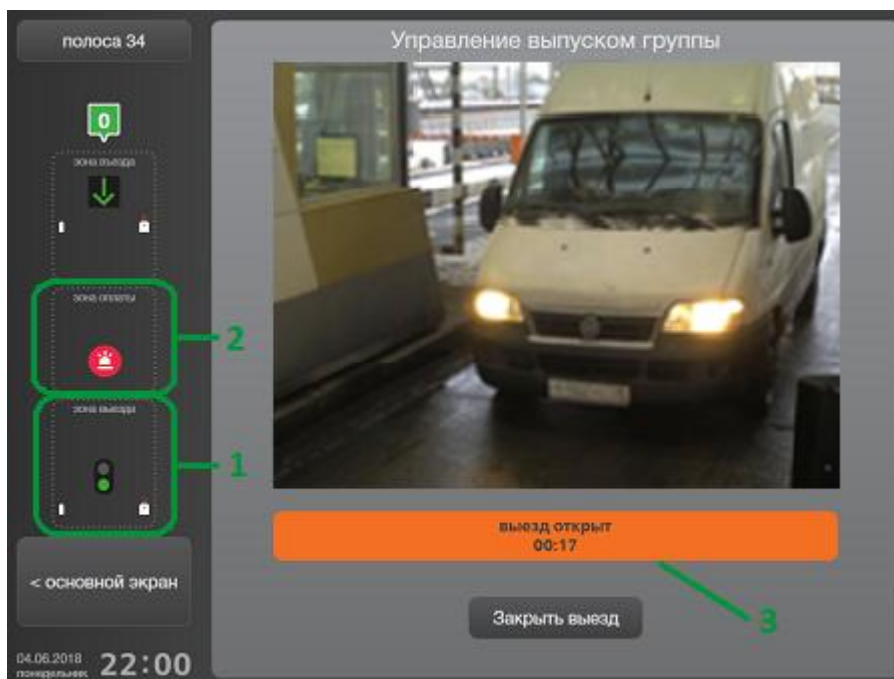 полоса 34
Управление выпуском группы
0
зона въезда
зона оплаты
2
зона выезда
1
выезд открыт
00:17
3
< основной экран
Закрыть выезд
04.06.2018
понедельник
22:00